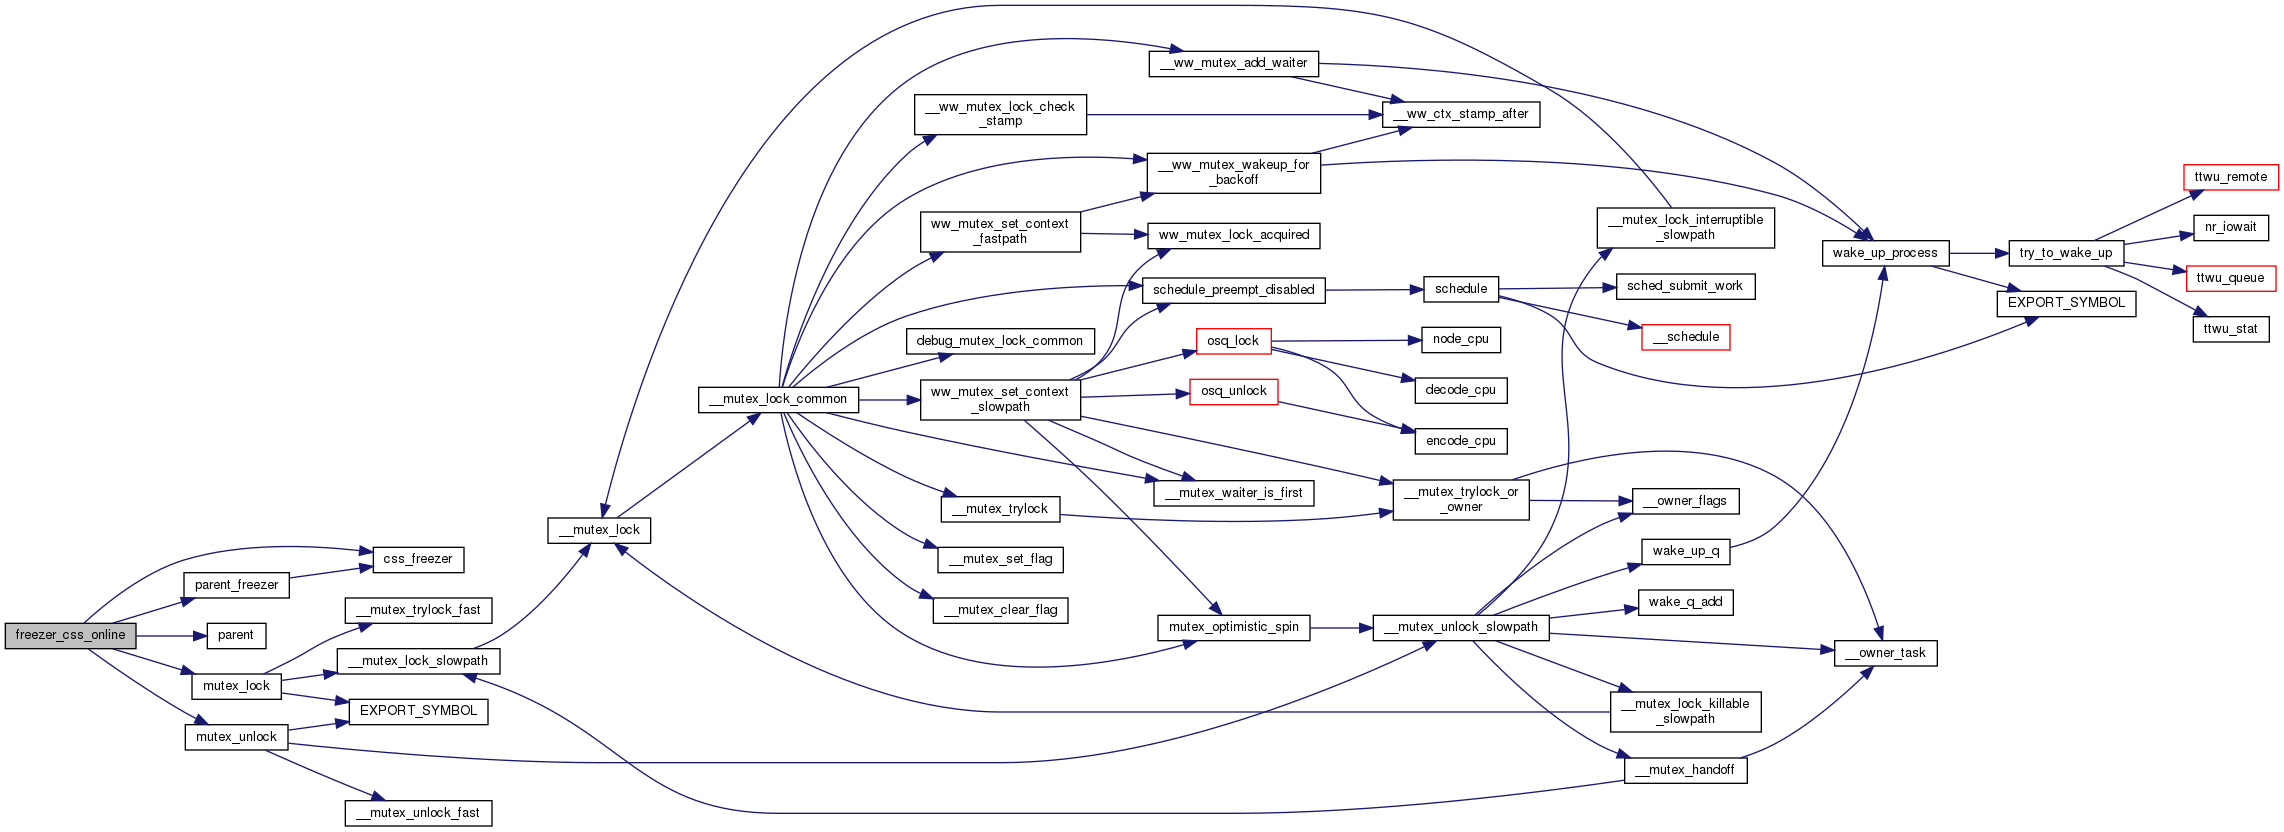 __ww_mutex_add_waiter
__ww_mutex_lock_check
_stamp
__ww_ctx_stamp_after
__ww_mutex_wakeup_for
_backoff
ttwu_remote
ww_mutex_set_context
_fastpath
ww_mutex_lock_acquired
__mutex_lock_interruptible
_slowpath
nr_iowait
wake_up_process
try_to_wake_up
ttwu_queue
schedule_preempt_disabled
schedule
sched_submit_work
EXPORT_SYMBOL
ttwu_stat
debug_mutex_lock_common
osq_lock
node_cpu
__schedule
__mutex_lock_common
ww_mutex_set_context
_slowpath
osq_unlock
decode_cpu
encode_cpu
__mutex_waiter_is_first
__mutex_trylock_or
_owner
__owner_flags
__mutex_trylock
__mutex_lock
css_freezer
__mutex_set_flag
wake_up_q
parent_freezer
__mutex_trylock_fast
__mutex_clear_flag
wake_q_add
freezer_css_online
parent
mutex_optimistic_spin
__mutex_unlock_slowpath
__owner_task
__mutex_lock_slowpath
mutex_lock
EXPORT_SYMBOL
__mutex_lock_killable
_slowpath
mutex_unlock
__mutex_handoff
__mutex_unlock_fast